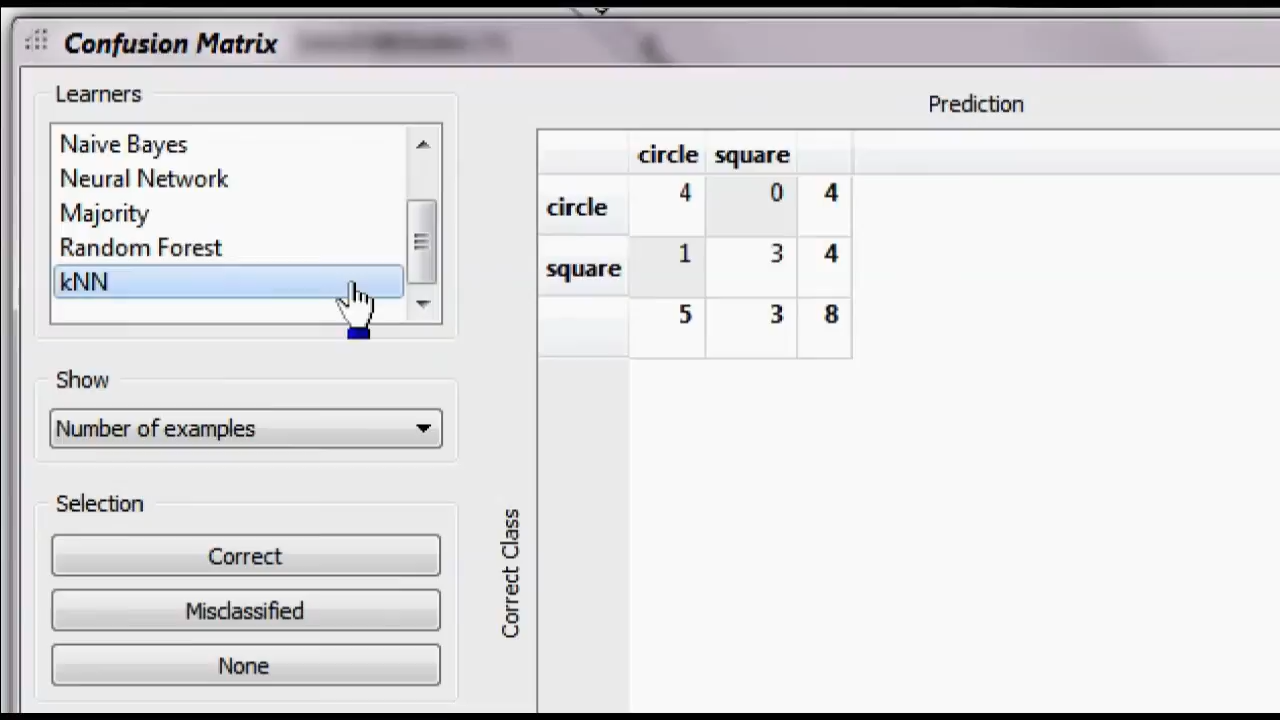 Confusion Matrix
Learners
Naive Bayes
Neural Network
Majority
Random Forest
kNN
Show
Number of examples
Selection
Correct
Misclassified
None
Prediction
circle square
circle 4 0 4
square 1 3 4
5 3 8
Correct Class